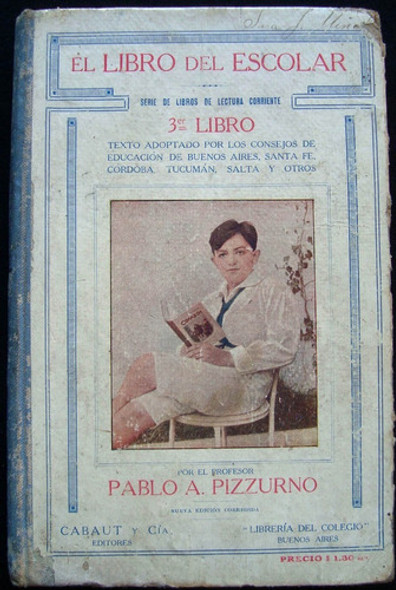 EL LIBRO DEL ESCOLAR
SERIE DE LIBROS DE LECTURA CORRIENTE
3er LIBRO
TEXTO ADOPTADO POR LOS CONSEJOS DE
EDUCACIÓN DE BUENOS AIRES, SANTA FE,
CÓRDOBA, TUCUMÁN, SALTA Y OTROS
POR EL PROFESOR
PABLO A. PIZZURNO
NUEVA EDICIÓN CORREGIDA
CABAUT Y Cía.
EDITORES
"LIBRERÍA DEL COLEGIO"
BUENOS AIRES
PRECIO $ 1.30